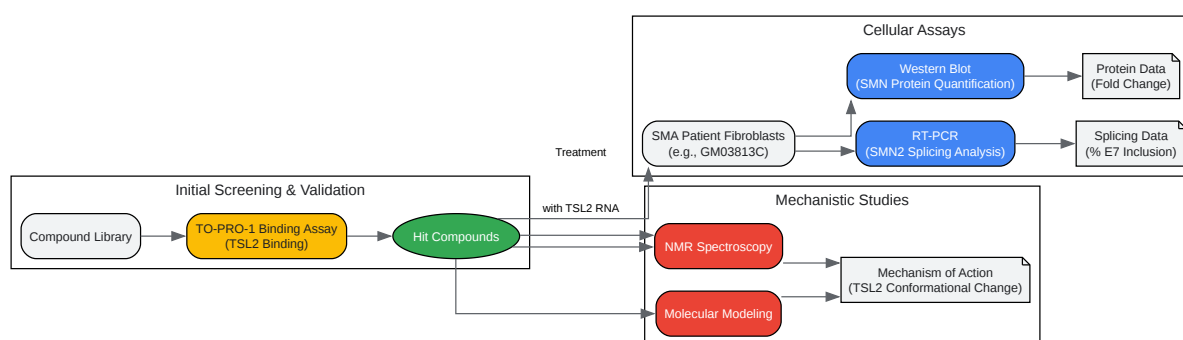 Cellular Assays
Western Blot
(SMN Protein Quantification)
Protein Data
(Fold Change)
SMA Patient Fibroblasts
(e.g., GM03813C)
RT-PCR
(SMN2 Splicing Analysis)
Splicing Data
(% E7 Inclusion)
Treatment
Initial Screening & Validation
Compound Library
TO-PRO-1 Binding Assay
(TSL2 Binding)
Hit Compounds
with TSL2 RNA
Mechanistic Studies
NMR Spectroscopy
Molecular Modeling
Mechanism of Action
(TSL2 Conformational Change)